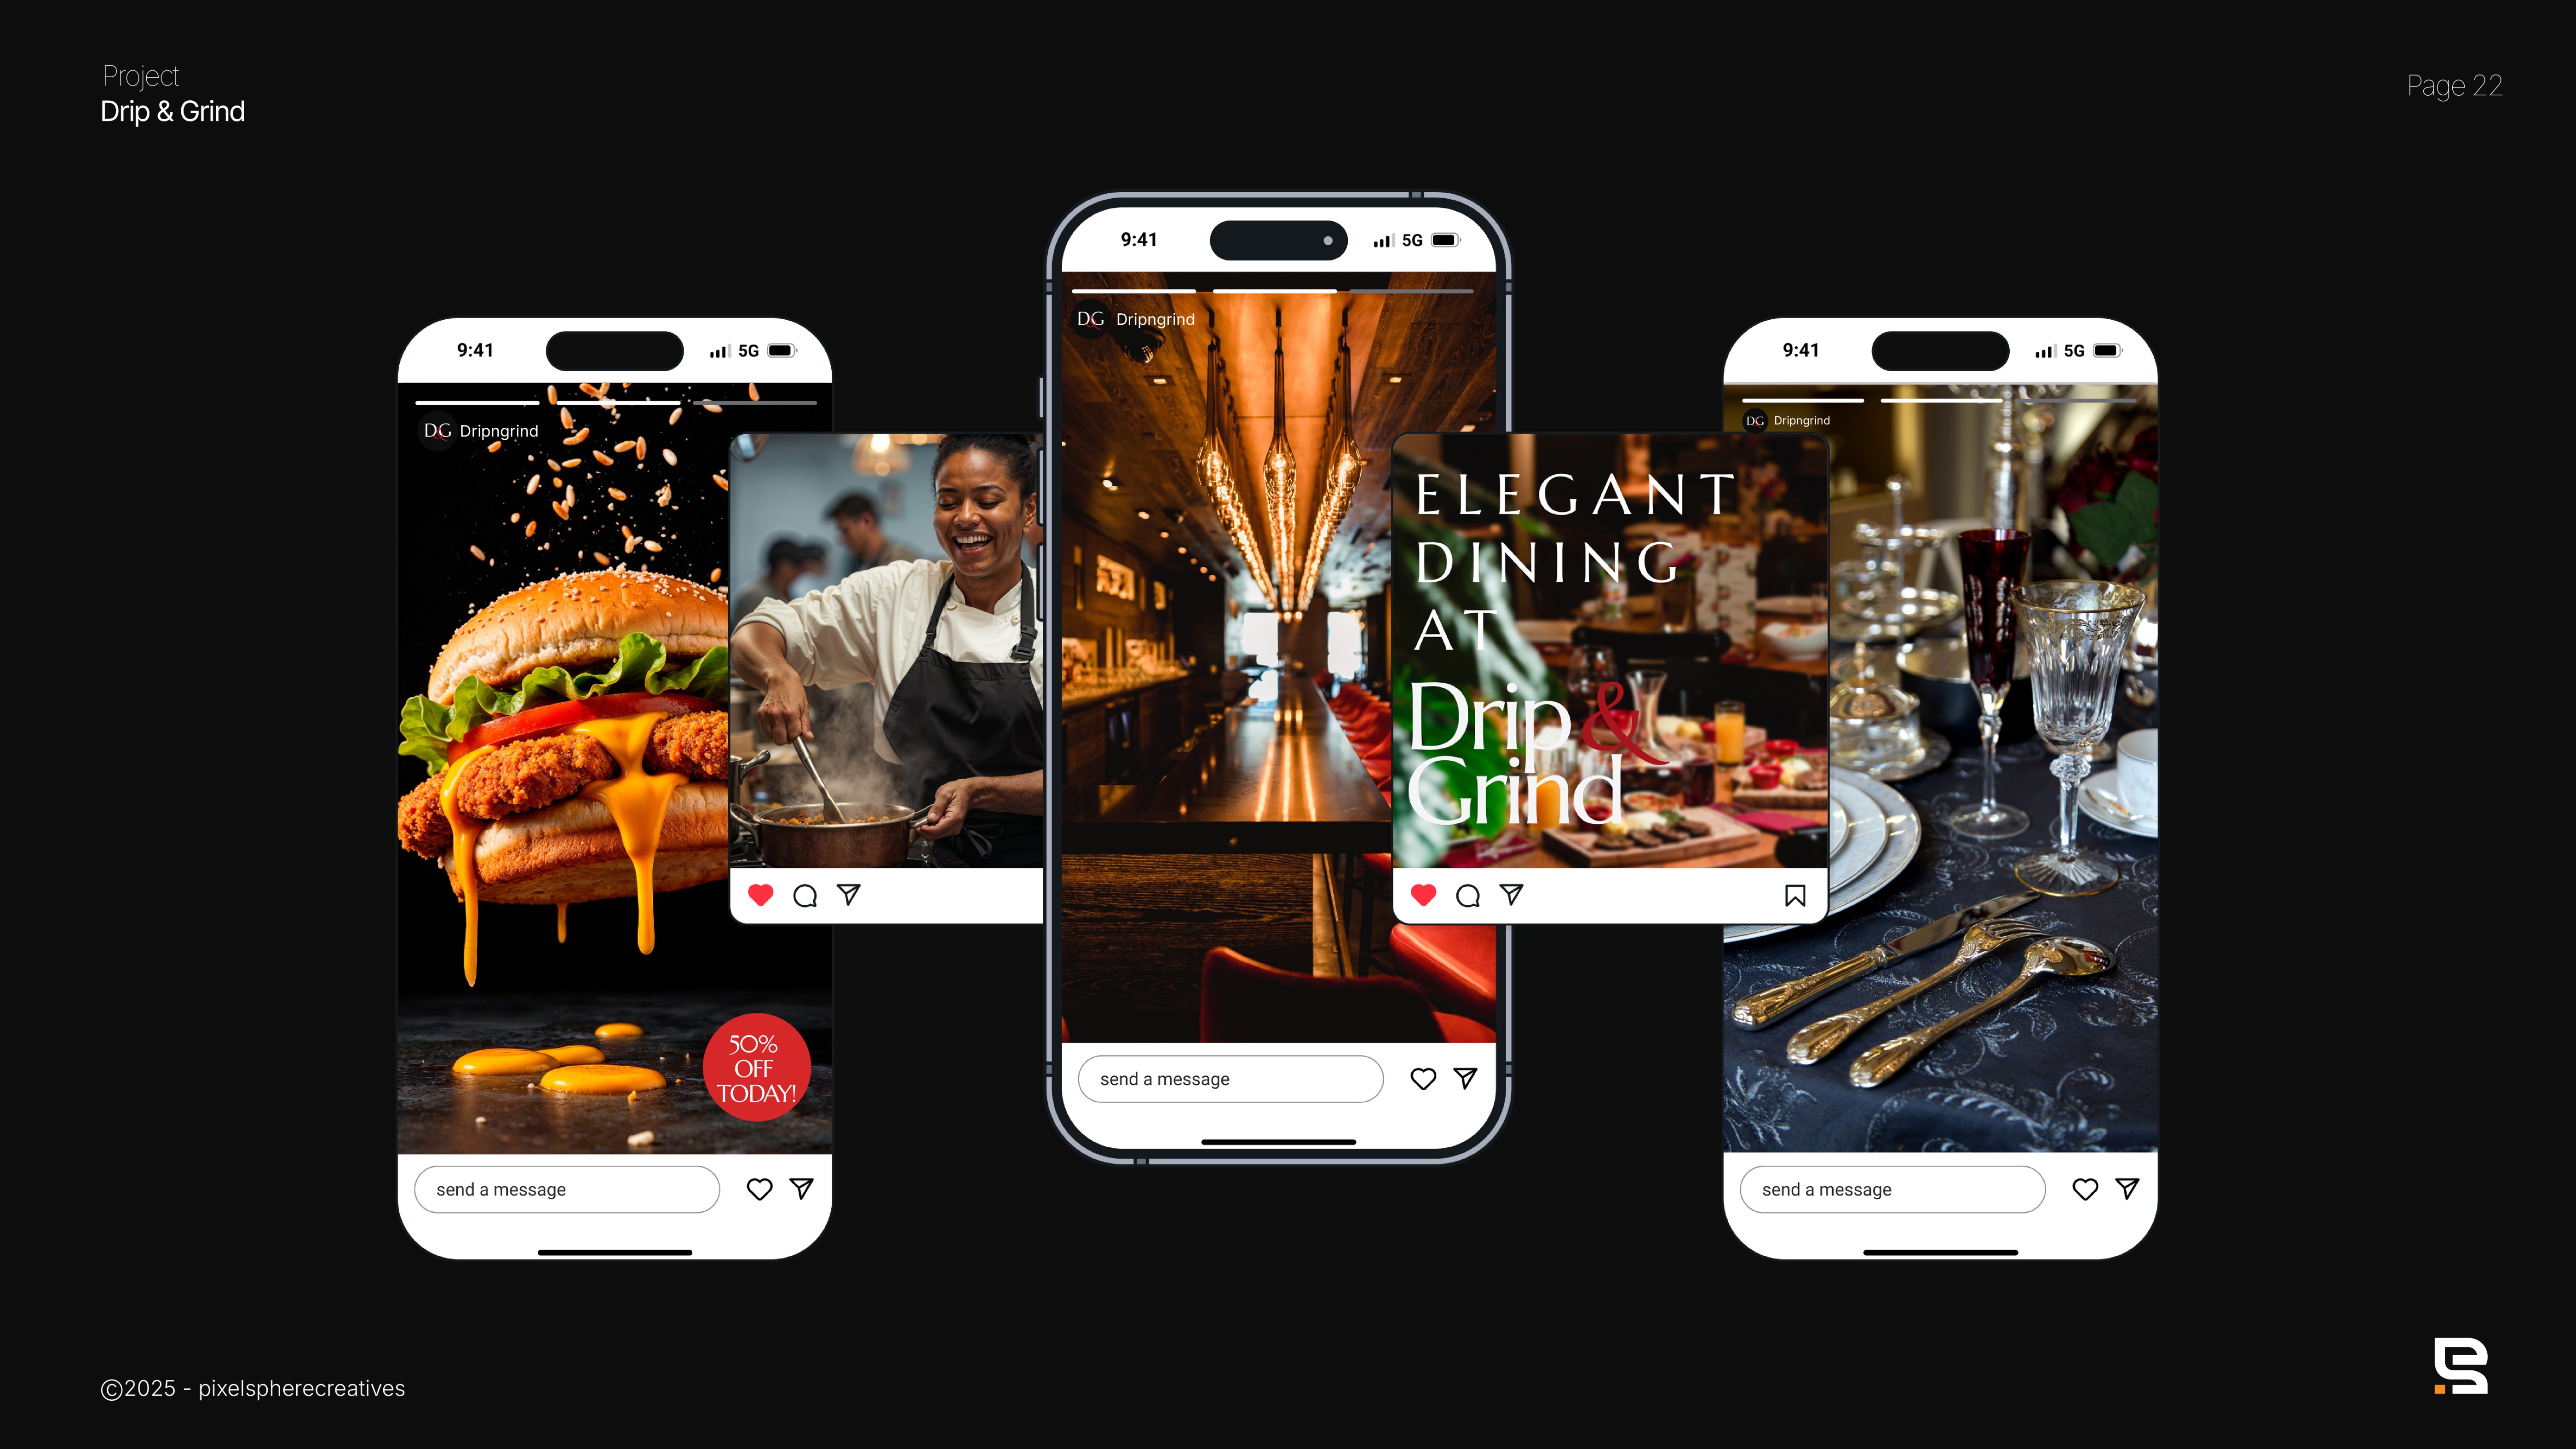 Project
Drip & Grind
Page 22
9:41
5G
DG Dripngrind
50%
OFF
TODAY!
send a message
9:41
5G
DG Dripngrind
send a message
ELEGANT
DINING
AT
Drip &
Grind
9:41
5G
DG Dripngrind
send a message
©2025 - pixelspherecreatives